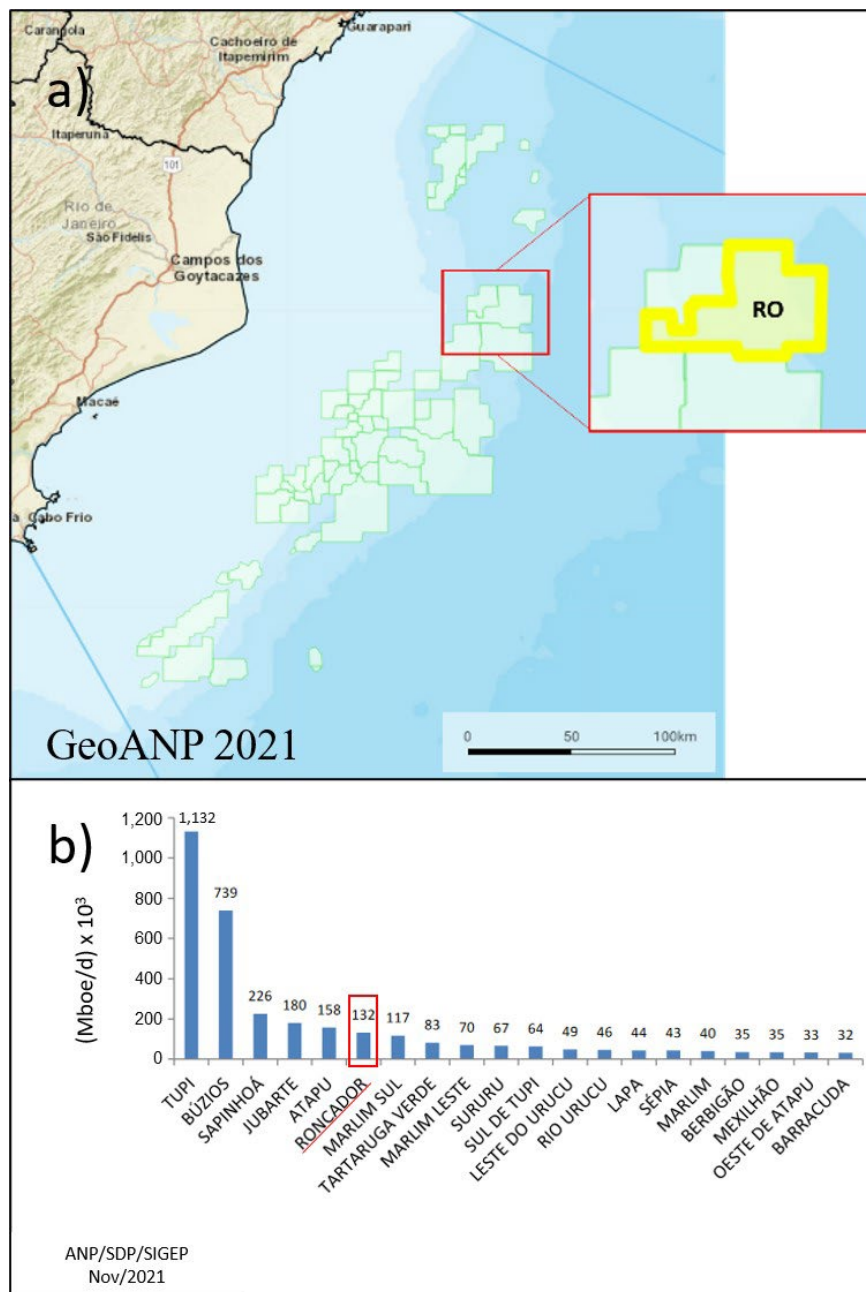 Carangola
Guarapari
Cachoeiro de
Itapemirim
a)
Itaperuna
101
Rio de
Janeiro
São Fidelis
Campos dos
Goytacazes
RO
Macaé
a Cabo Frio
GeoANP 2021
0 50 100km
b)
(Mboe/d) x 10³
1,200
1,000
800
600
400
200
0
1,132
739
226
180
158
132
117
83
70
67
64
49
46
44
43
40
35
35
33
32
TUPI
BÚZIOS
SAPINHOÁ
JUBARTE
ATAPU
RONCADOR
MARLIM SUL
TARTARUGA VERDE
MARLIM LESTE
SURURU
SUL DE TUPI
LESTE DO URUCU
RIO URUCU
LAPA
SÉPIA
MARLIM
BERBIGÃO
MEXILHÃO
OESTE DE ATAPU
BARRACUDA
ANP/SDP/SIGEP
Nov/2021